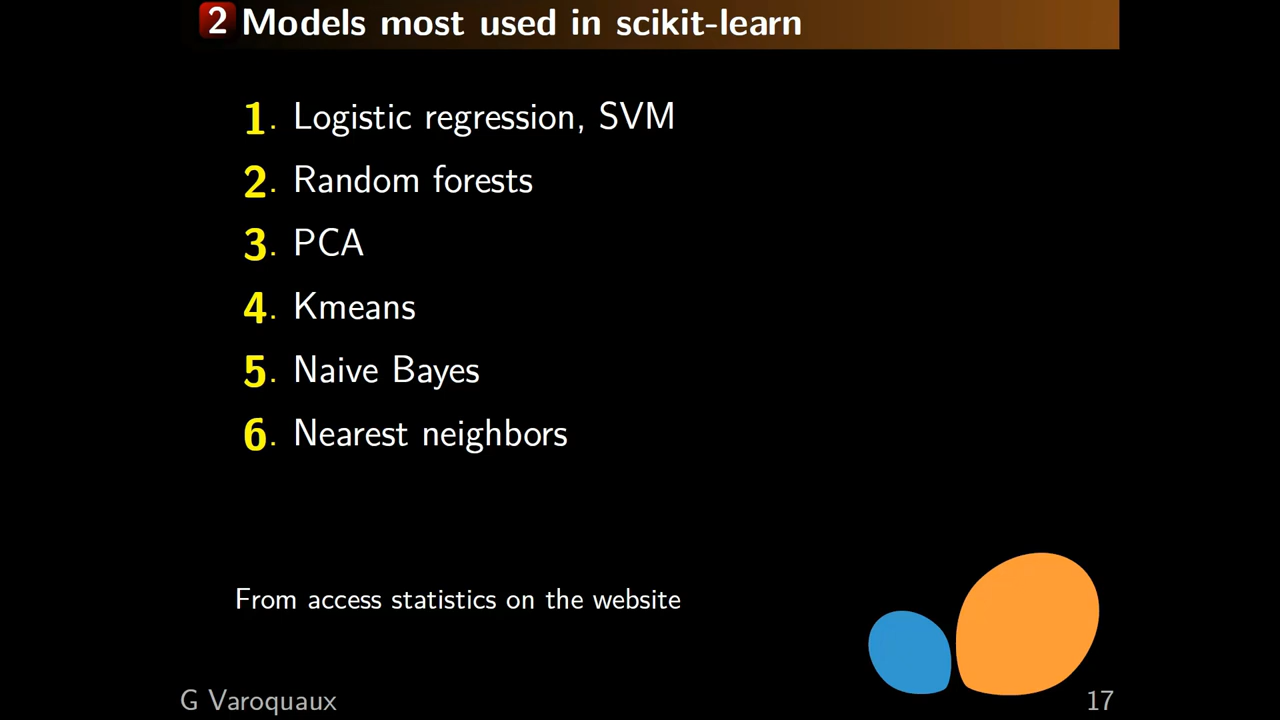 2 Models most used in scikit-learn
1. Logistic regression, SVM
2. Random forests
3. PCA
4. Kmeans
5. Naive Bayes
6. Nearest neighbors
From access statistics on the website
G Varoquaux 17